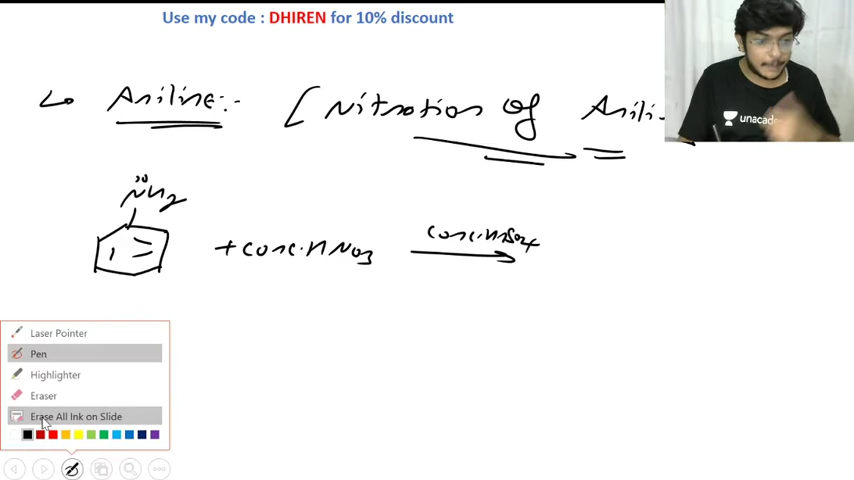 Use my code : DHIREN for 10% discount
unacad
Aniline:- [Nitration of Anili
NH2
+conc.HNO3 conc.H2SO4
Laser Pointer
Pen
Highlighter
Eraser
Erase All Ink on Slide